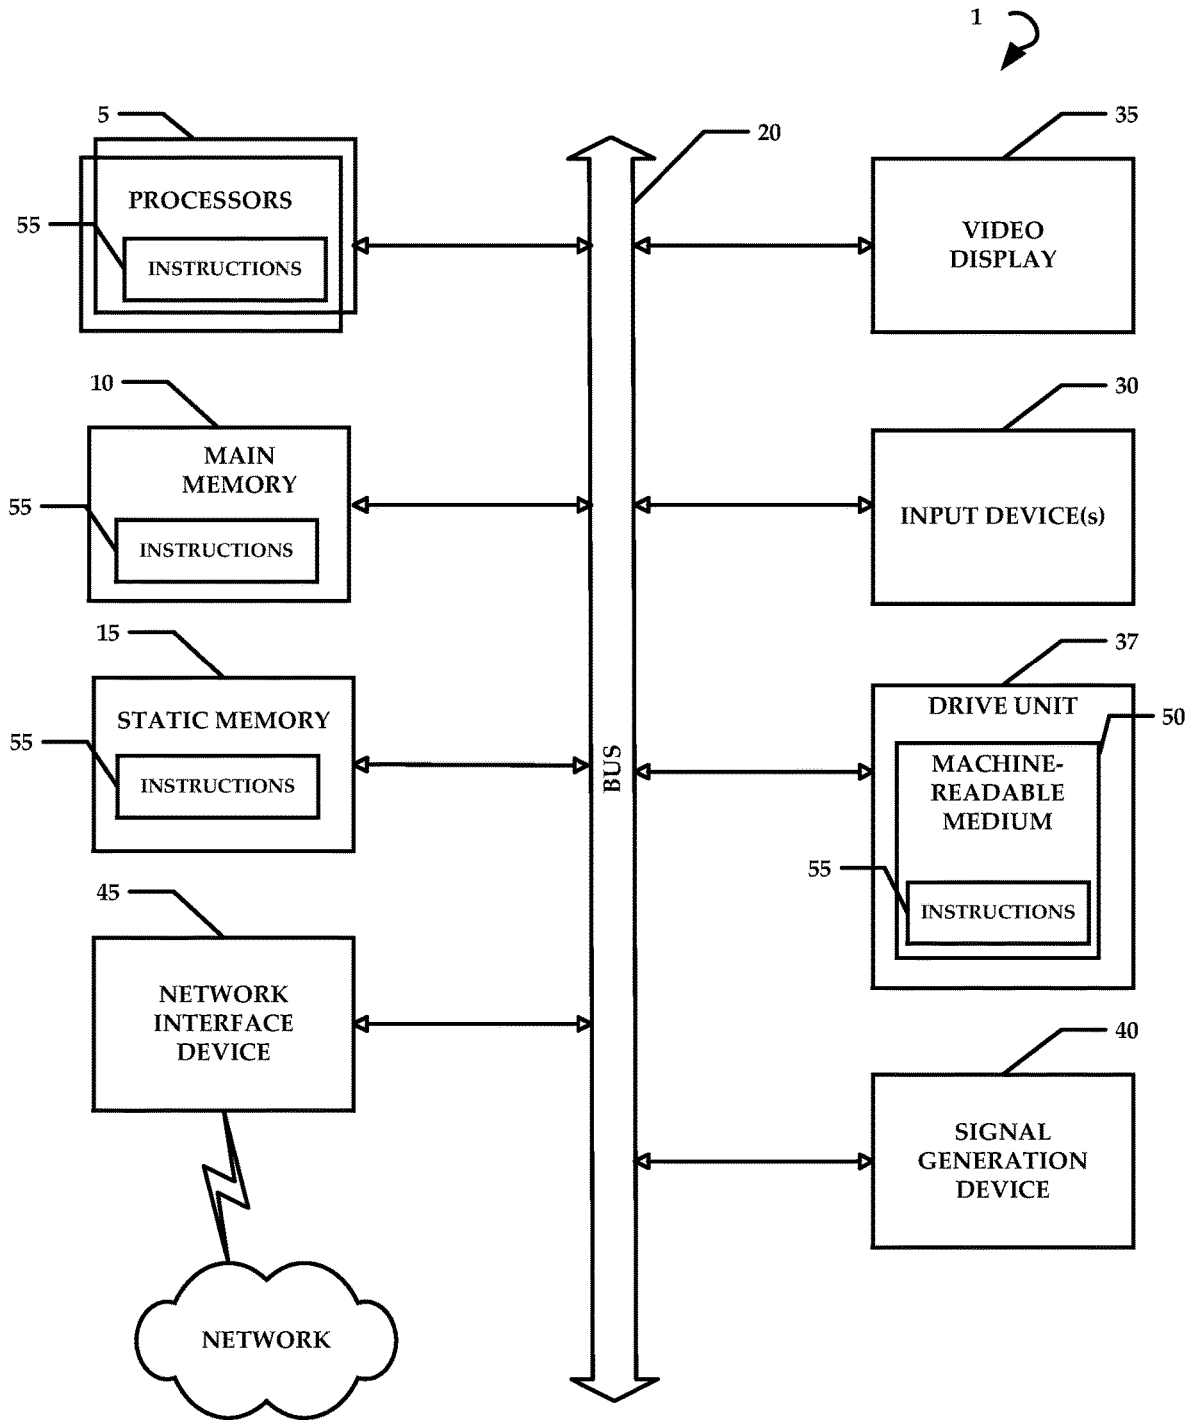 1
5
PROCESSORS
55
INSTRUCTIONS
10
MAIN
MEMORY
55
INSTRUCTIONS
15
STATIC MEMORY
55
INSTRUCTIONS
45
NETWORK
INTERFACE
DEVICE
NETWORK
20
BUS
35
VIDEO
DISPLAY
30
INPUT DEVICE(s)
37
DRIVE UNIT
50
MACHINE-
READABLE
MEDIUM
55
INSTRUCTIONS
40
SIGNAL
GENERATION
DEVICE